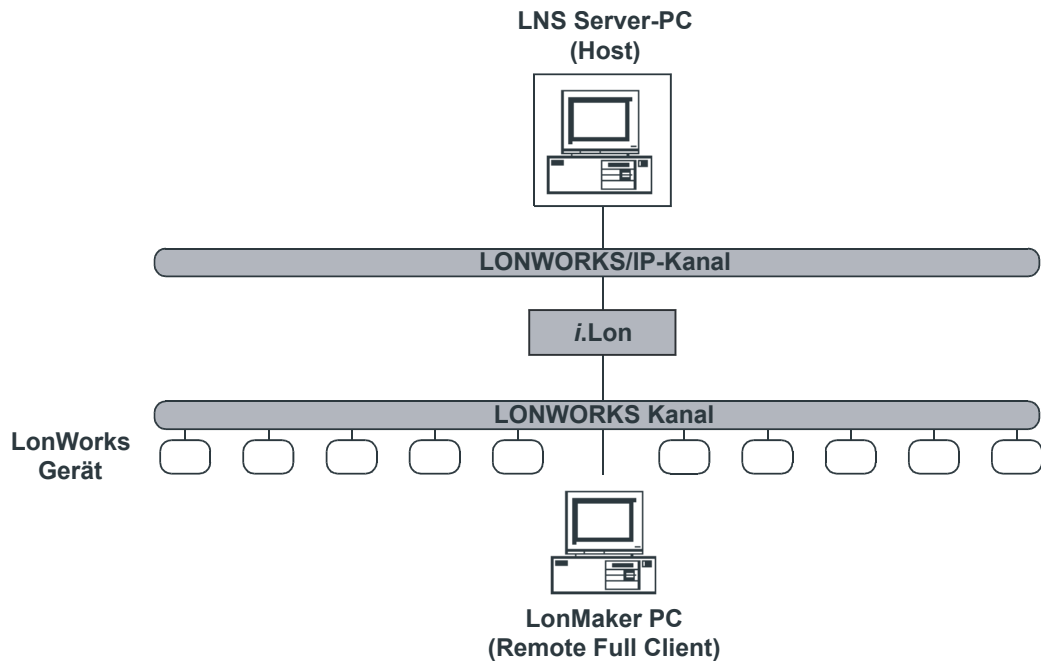 LNS Server-PC
(Host)
LONWORKS/IP-Kanal
i.Lon
LONWORKS Kanal
LonWorks
Gerät
LonMaker PC
(Remote Full Client)